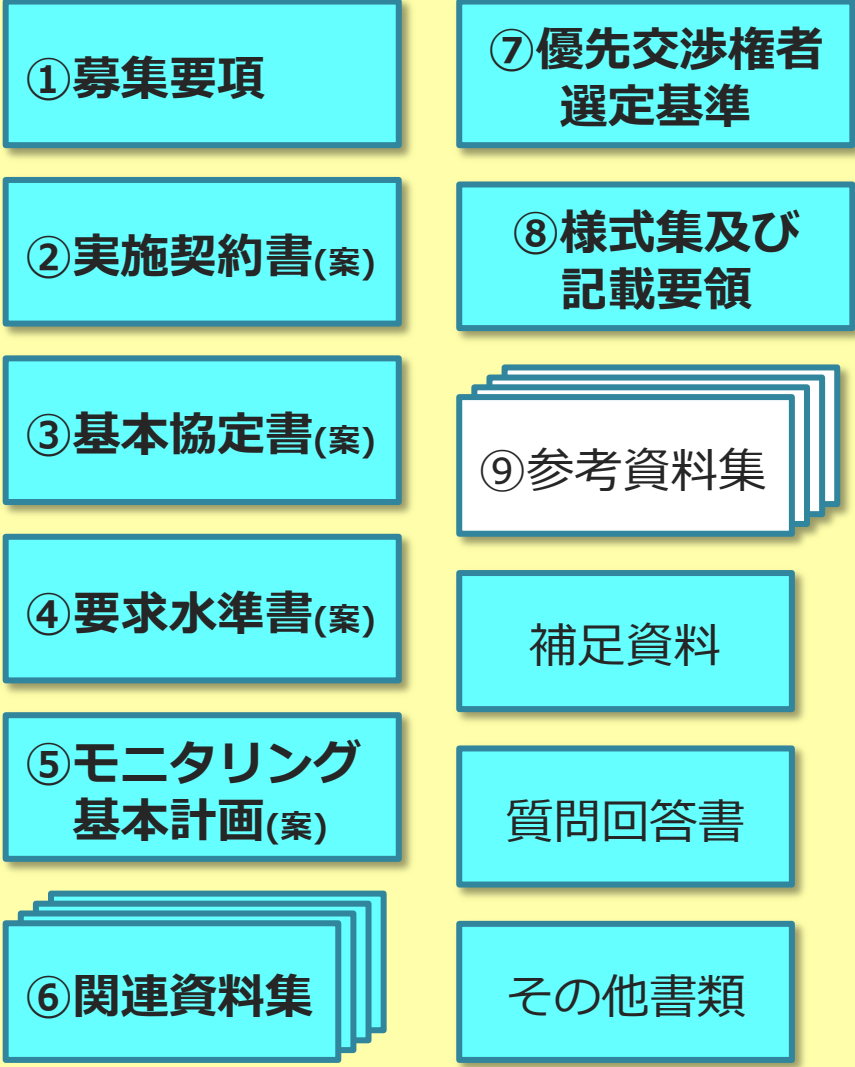 ①募集要項
②実施契約書(案)
③基本協定書(案)
④要求水準書(案)
⑤モニタリング
基本計画(案)
⑥関連資料集
⑦優先交渉権者
選定基準
⑧様式集及び
記載要領
⑨参考資料集
補足資料
質問回答書
その他書類